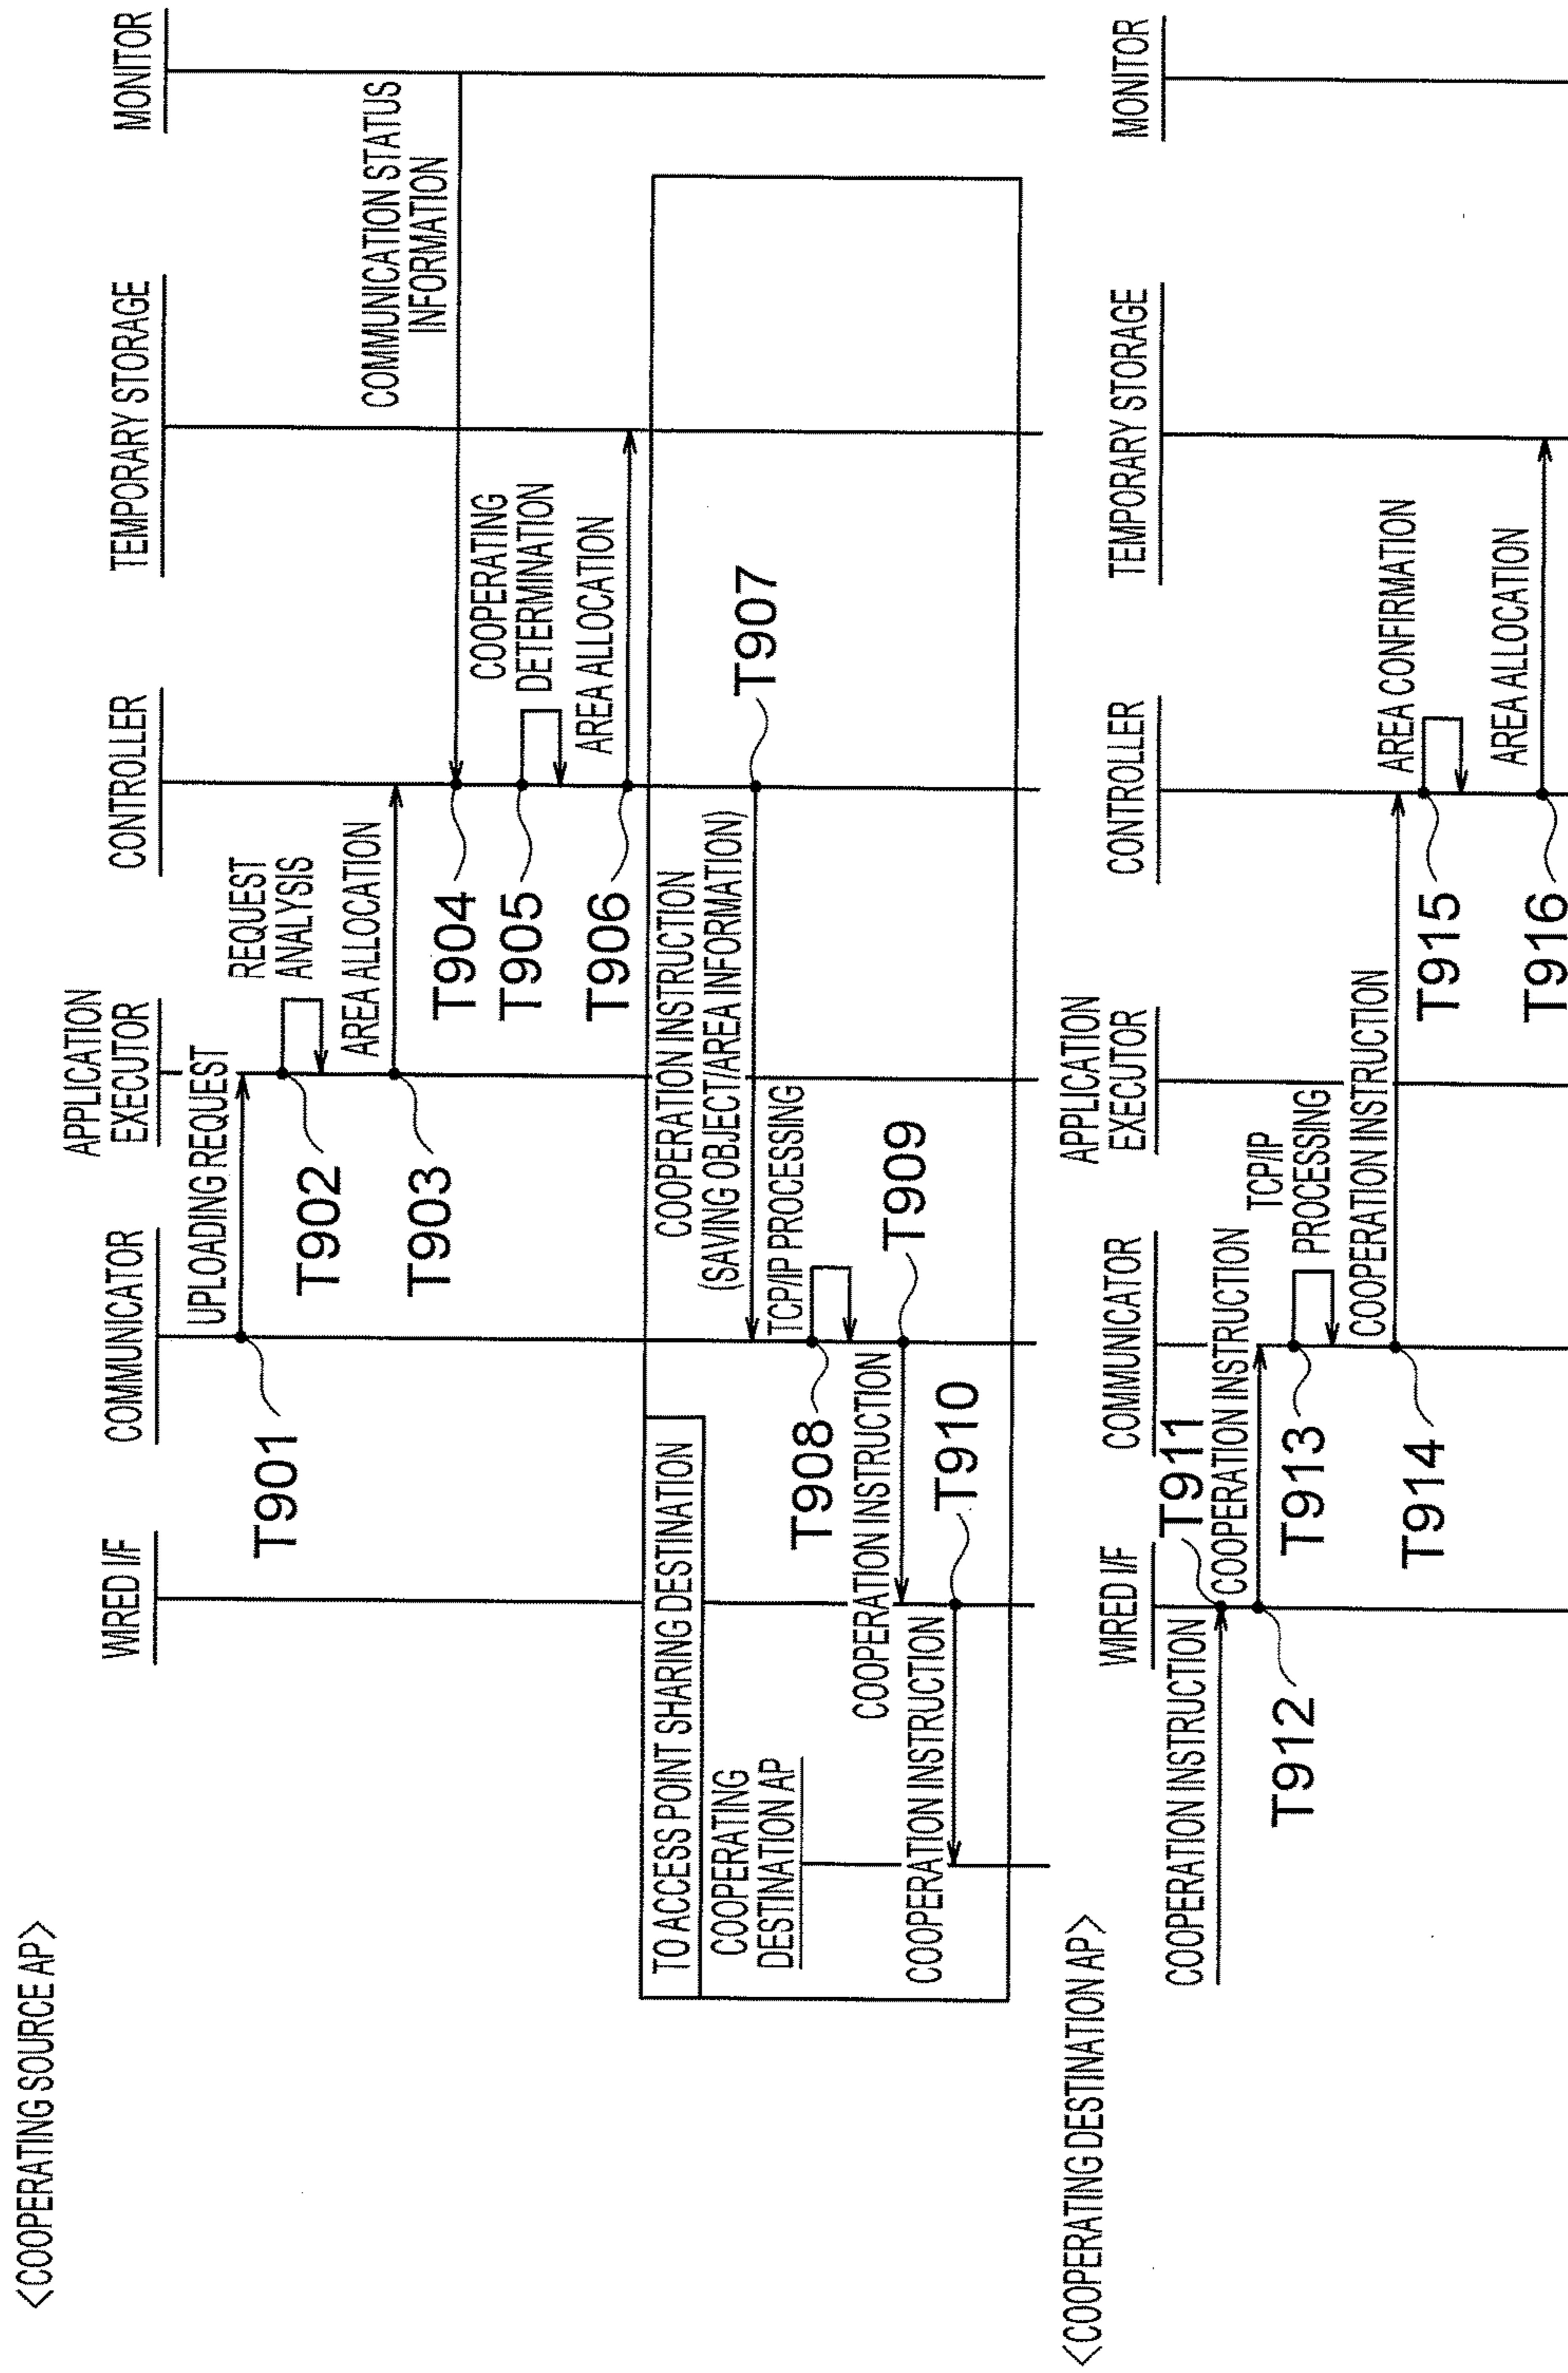 <COOPERATING SOURCE AP>
WIRED I/F
COMMUNICATOR
APPLICATION
EXECUTOR
CONTROLLER
TEMPORARY STORAGE
MONITOR
UPLOADING REQUEST
T901
REQUEST
ANALYSIS
T902
AREA ALLOCATION
T903
COMMUNICATION STATUS
INFORMATION
T904
COOPERATING
DETERMINATION
T905
AREA ALLOCATION
T906
TO ACCESS POINT SHARING DESTINATION
COOPERATING
DESTINATION AP
COOPERATION INSTRUCTION
(SAVING OBJECT/AREA INFORMATION)
T907
TCP/IP PROCESSING
T908
COOPERATION INSTRUCTION
T909
COOPERATION INSTRUCTION
T910
<COOPERATING DESTINATION AP>
WIRED I/F
COMMUNICATOR
APPLICATION
EXECUTOR
CONTROLLER
TEMPORARY STORAGE
MONITOR
COOPERATION INSTRUCTION
T911
COOPERATION INSTRUCTION
T912
TCP/IP
PROCESSING
T913
COOPERATION INSTRUCTION
T914
AREA CONFIRMATION
T915
AREA ALLOCATION
T916